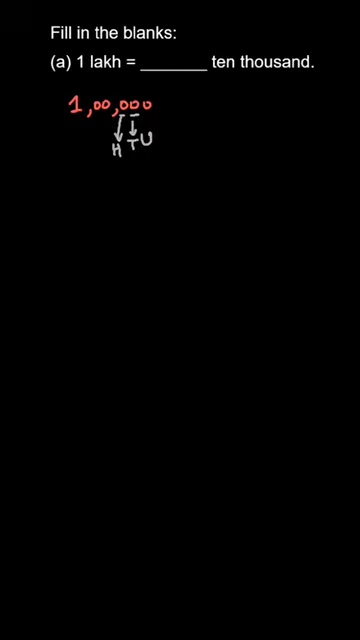 Fill in the blanks:
(a) 1 lakh = _______ ten thousand.
1,00,000
H T U